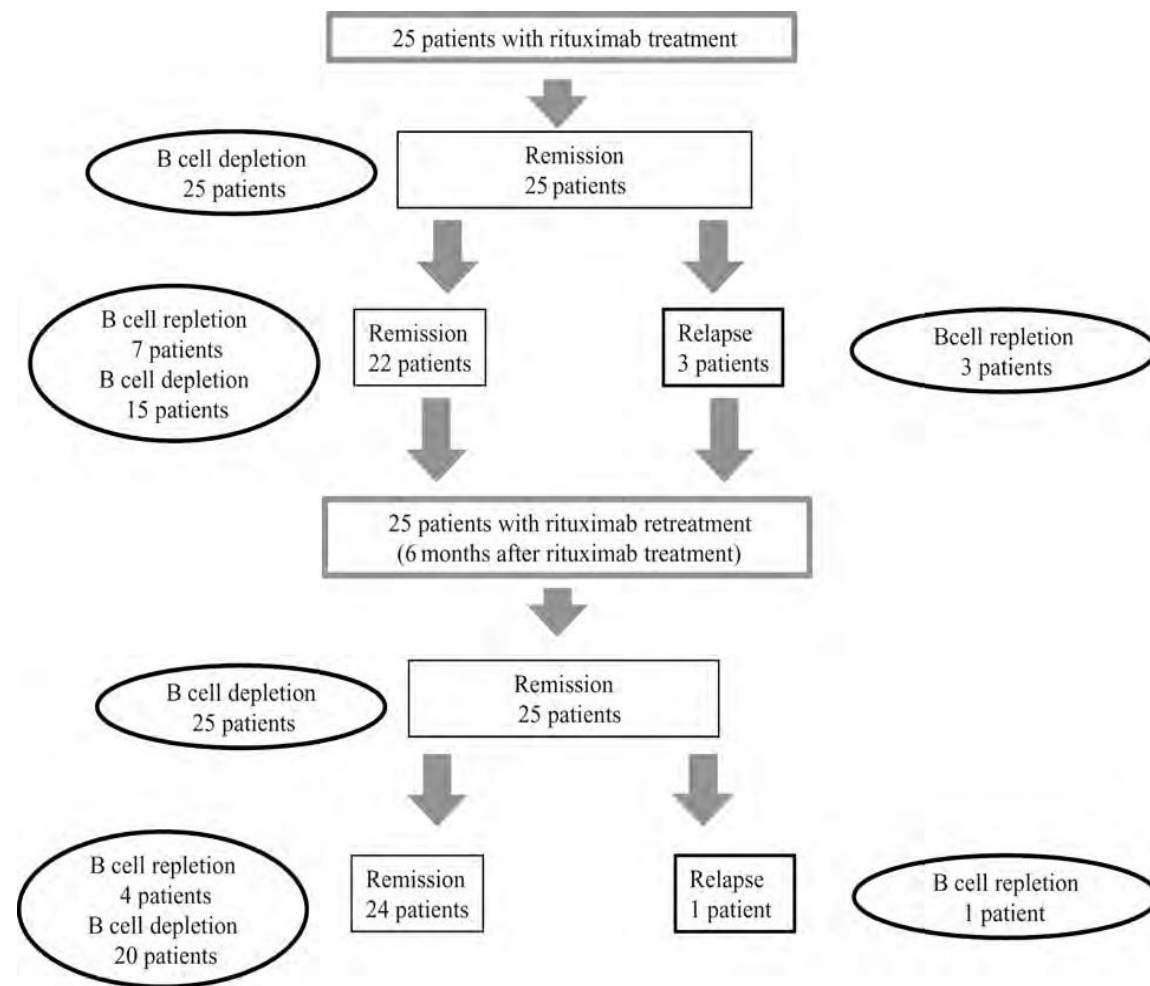 25 patients with rituximab treatment
B cell depletion
25 patients
Remission
25 patients
B cell repletion
7 patients
B cell depletion
15 patients
Remission
22 patients
Relapse
3 patients
Bcell repletion
3 patients
25 patients with rituximab retreatment
(6 months after rituximab treatment)
B cell depletion
25 patients
Remission
25 patients
B cell repletion
4 patients
B cell depletion
20 patients
Remission
24 patients
Relapse
1 patient
B cell repletion
1 patient